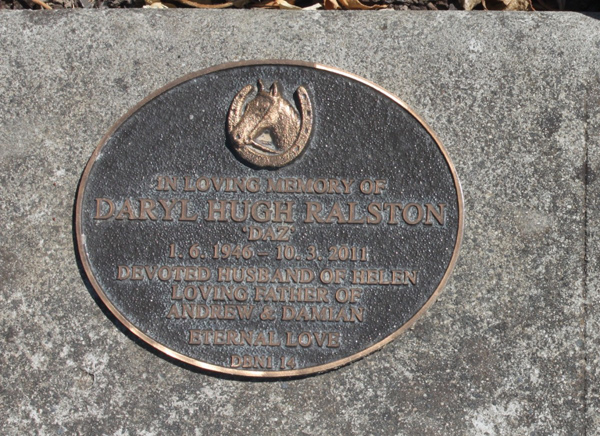 IN LOVING MEMORY OF
DARYL HUGH RALSTON
'DAZ'
1. 6. 1946 – 10. 3. 2011
DEVOTED HUSBAND OF HELEN
LOVING FATHER OF
ANDREW & DAMIAN
ETERNAL LOVE